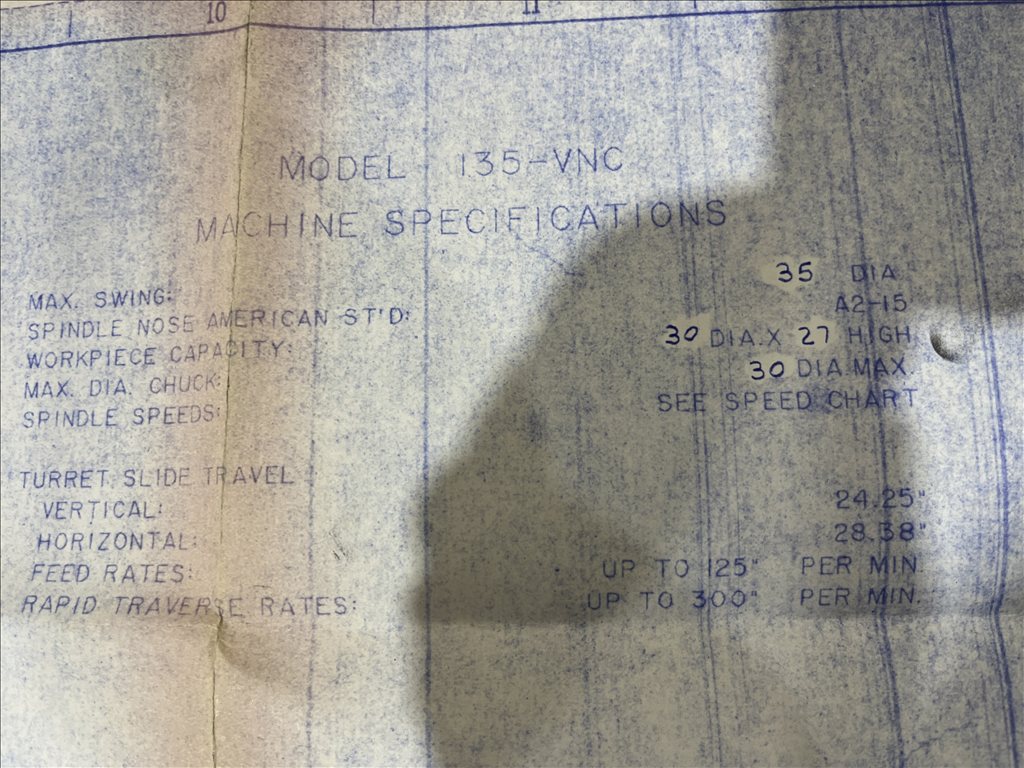 10 11
MODEL 135-VNC
MACHINE SPECIFICATIONS
MAX. SWING: 35 DIA
SPINDLE NOSE AMERICAN ST'D: A2-15
WORKPIECE CAPACITY: 30 DIA. X 27 HIGH
MAX. DIA. CHUCK: 30 DIA MAX.
SPINDLE SPEEDS: SEE SPEED CHART
TURRET SLIDE TRAVEL
VERTICAL: 24.25"
HORIZONTAL: 28.38"
FEED RATES: UP TO 125" PER MIN
RAPID TRAVERSE RATES: UP TO 300" PER MIN.